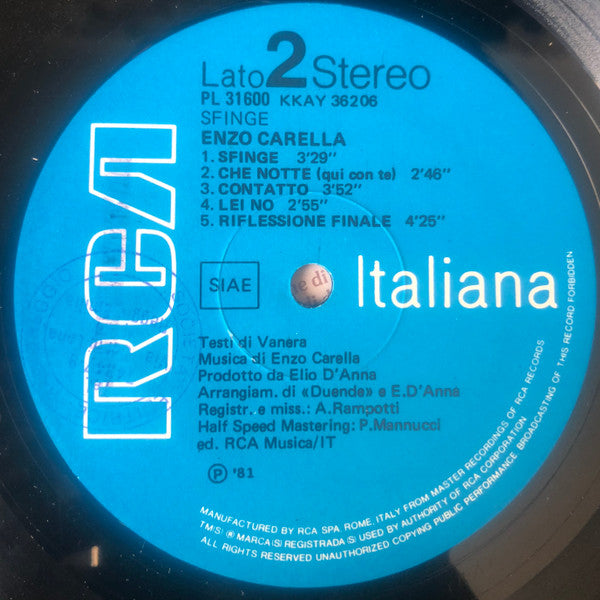 Lato 2 Stereo
PL 31600 KKAY 36206
SFINGE
ENZO CARELLA
1. SFINGE 3'29''
2. CHE NOTTE (qui con te) 2'46''
3. CONTATTO 3'52''
4. LEI NO 2'55''
5. RIFLESSIONE FINALE 4'25''
RCA
SIAE
Italiana
Testi di Vanera
Musica di Enzo Carella
Prodotto da Elio D'Anna
Arrangiam. di «Duende» e E.D'Anna
Registr. e miss.: A.Rampotti
Half Speed Mastering: P.Mannucci
ed. RCA Musica/IT
℗ '81
MANUFACTURED BY RCA SPA, ROME, ITALY FROM MASTER RECORDINGS OF RCA RECORDS
TM(S) ® MARCA(S) REGISTRADA(S) USED BY AUTHORITY OF RCA CORPORATION
ALL RIGHTS RESERVED UNAUTHORIZED COPYING PUBLIC PERFORMANCE BROADCASTING OF THIS RECORD FORBIDDEN